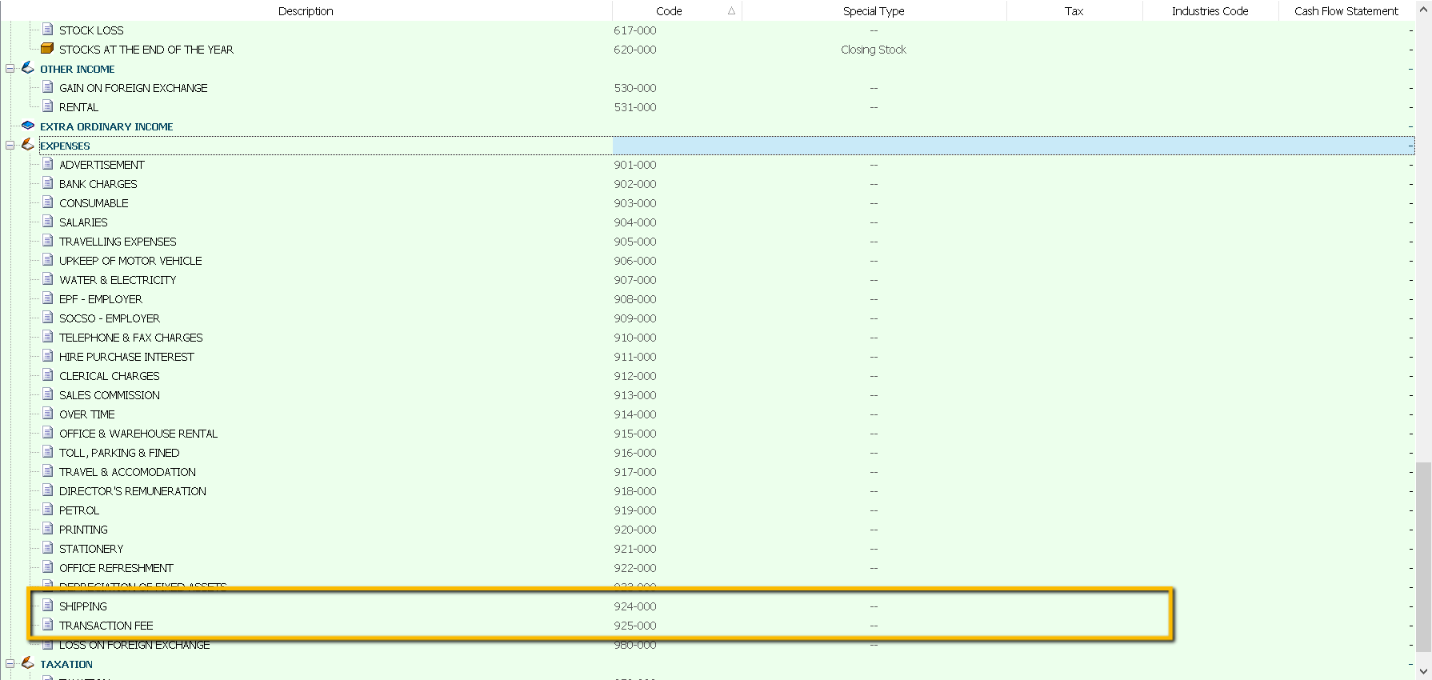 Description Code Special Type Tax Industries Code Cash Flow Statement
STOCK LOSS 617-000 -- -
STOCKS AT THE END OF THE YEAR 620-000 Closing Stock -
OTHER INCOME -
GAIN ON FOREIGN EXCHANGE 530-000 -- -
RENTAL 531-000 -- -
EXTRA ORDINARY INCOME -
EXPENSES -
ADVERTISEMENT 901-000 -- -
BANK CHARGES 902-000 -- -
CONSUMABLE 903-000 -- -
SALARIES 904-000 -- -
TRAVELLING EXPENSES 905-000 -- -
UPKEEP OF MOTOR VEHICLE 906-000 -- -
WATER & ELECTRICITY 907-000 -- -
EPF - EMPLOYER 908-000 -- -
SOCSO - EMPLOYER 909-000 -- -
TELEPHONE & FAX CHARGES 910-000 -- -
HIRE PURCHASE INTEREST 911-000 -- -
CLERICAL CHARGES 912-000 -- -
SALES COMMISSION 913-000 -- -
OVER TIME 914-000 -- -
OFFICE & WAREHOUSE RENTAL 915-000 -- -
TOLL, PARKING & FINED 916-000 -- -
TRAVEL & ACCOMODATION 917-000 -- -
DIRECTOR'S REMUNERATION 918-000 -- -
PETROL 919-000 -- -
PRINTING 920-000 -- -
STATIONERY 921-000 -- -
OFFICE REFRESHMENT 922-000 -- -
DEPRECIATION OF FIXED ASSETS 923-000 -- -
SHIPPING 924-000 -- -
TRANSACTION FEE 925-000 -- -
LOSS ON FOREIGN EXCHANGE 980-000 -- -
TAXATION -